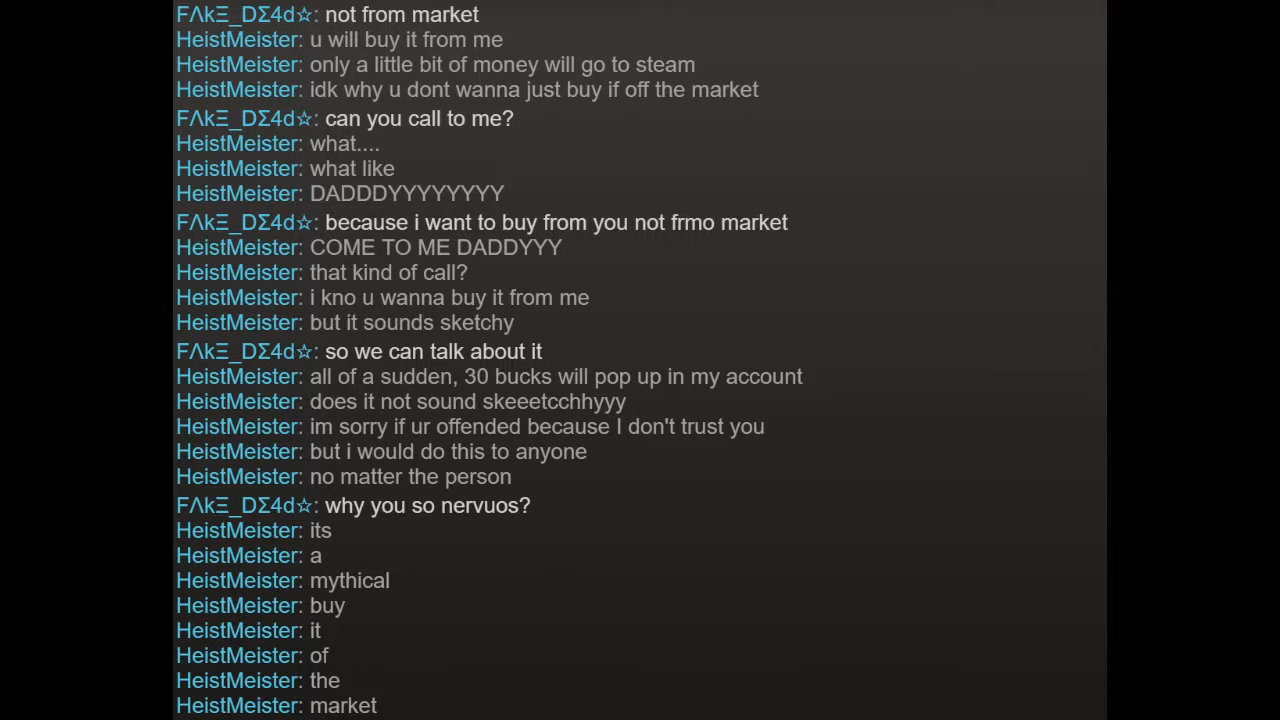 FΛkΞ_DΣ4d☆: not from market
HeistMeister: u will buy it from me
HeistMeister: only a little bit of money will go to steam
HeistMeister: idk why u dont wanna just buy if off the market
FΛkΞ_DΣ4d☆: can you call to me?
HeistMeister: what....
HeistMeister: what like
HeistMeister: DADDDYYYYYYYY
FΛkΞ_DΣ4d☆: because i want to buy from you not frmo market
HeistMeister: COME TO ME DADDYYY
HeistMeister: that kind of call?
HeistMeister: i kno u wanna buy it from me
HeistMeister: but it sounds sketchy
FΛkΞ_DΣ4d☆: so we can talk about it
HeistMeister: all of a sudden, 30 bucks will pop up in my account
HeistMeister: does it not sound skeeetcchhyyy
HeistMeister: im sorry if ur offended because I don't trust you
HeistMeister: but i would do this to anyone
HeistMeister: no matter the person
FΛkΞ_DΣ4d☆: why you so nervuos?
HeistMeister: its
HeistMeister: a
HeistMeister: mythical
HeistMeister: buy
HeistMeister: it
HeistMeister: of
HeistMeister: the
HeistMeister: market